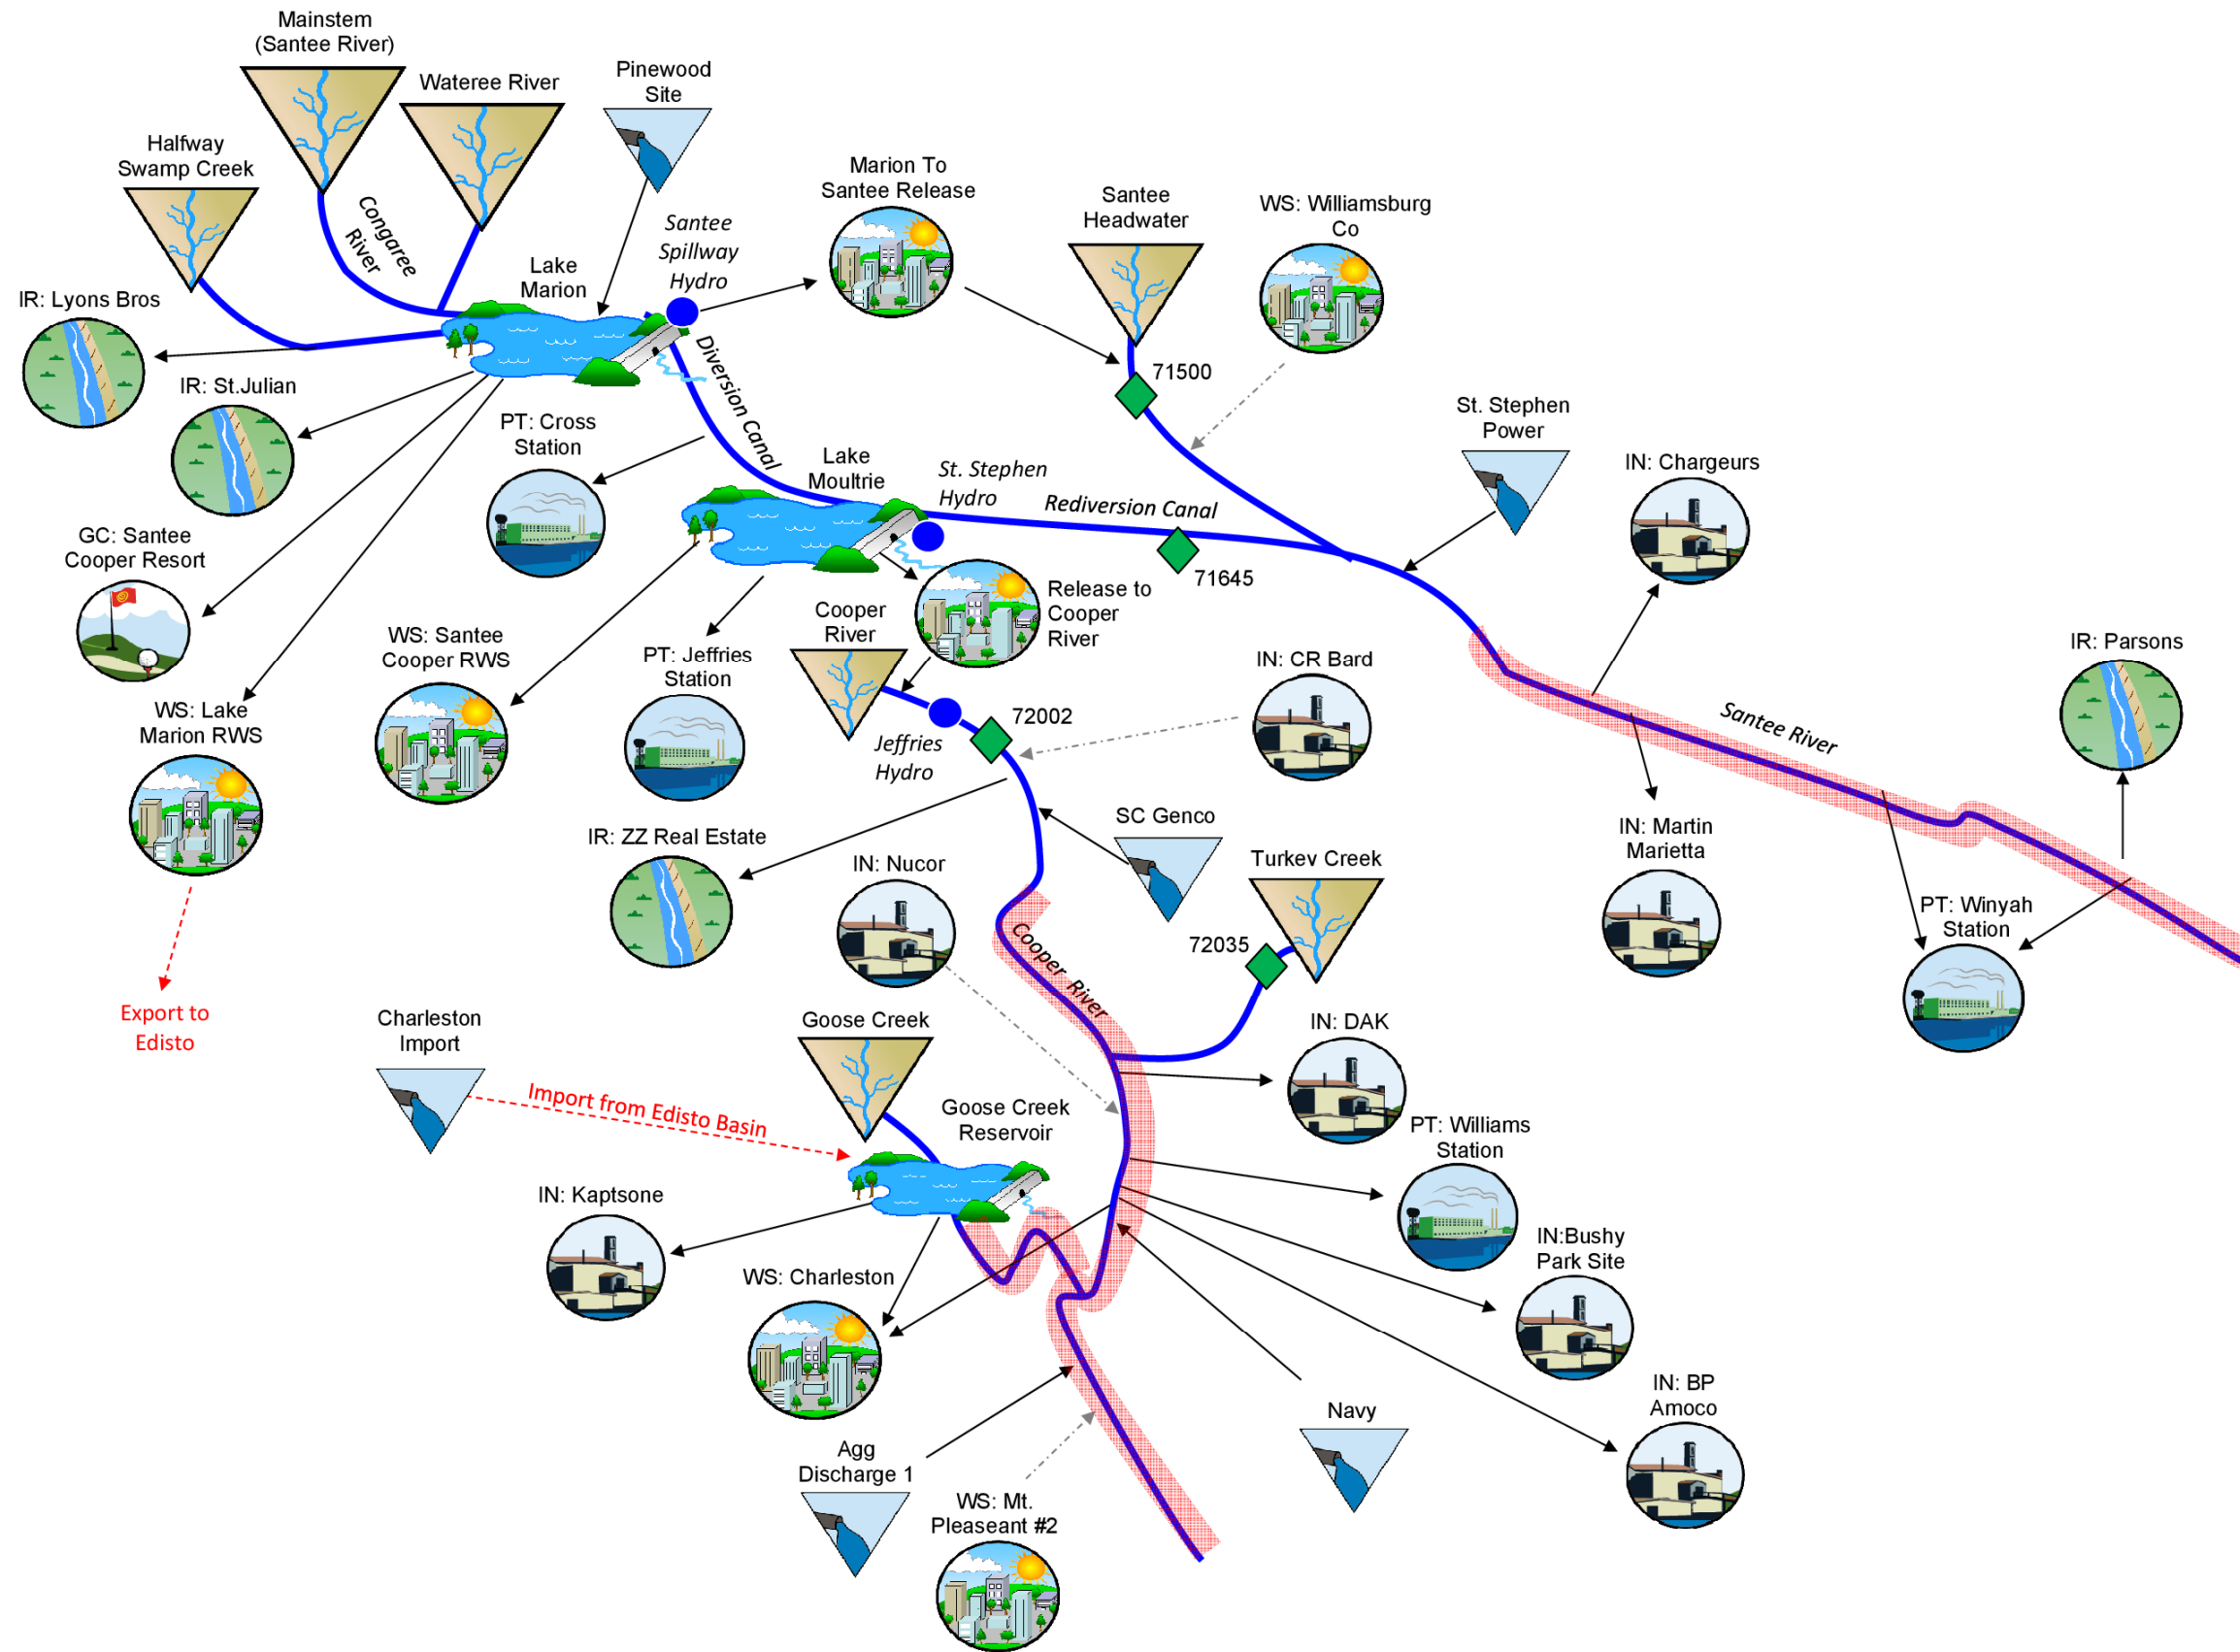 Mainstem
(Santee River)
Wateree River
Pinewood
Site
Halfway
Swamp Creek
Congaree
River
Lake
Marion
Santee
Spillway
Hydro
Marion To
Santee Release
Santee
Headwater
WS: Williamsburg
Co
IR: Lyons Bros
IR: St.Julian
Diversion Canal
71500
PT: Cross
Station
Lake
Moultrie
St. Stephen
Hydro
Rediversion Canal
71645
St. Stephen
Power
IN: Chargeurs
GC: Santee
Cooper Resort
WS: Santee
Cooper RWS
PT: Jeffries
Station
Cooper
River
Release to
Cooper
River
IN: CR Bard
IR: Parsons
WS: Lake
Marion RWS
72002
Jeffries
Hydro
Santee River
IR: ZZ Real Estate
SC Genco
IN: Nucor
Turkev Creek
IN: Martin
Marietta
PT: Winyah
Station
72035
Cooper River
Export to
Edisto
Charleston
Import
Import from Edisto Basin
Goose Creek
Goose Creek
Reservoir
IN: DAK
PT: Williams
Station
IN: Kaptsone
WS: Charleston
IN:Bushy
Park Site
IN: BP
Amoco
Navy
Agg
Discharge 1
WS: Mt.
Pleaseant #2